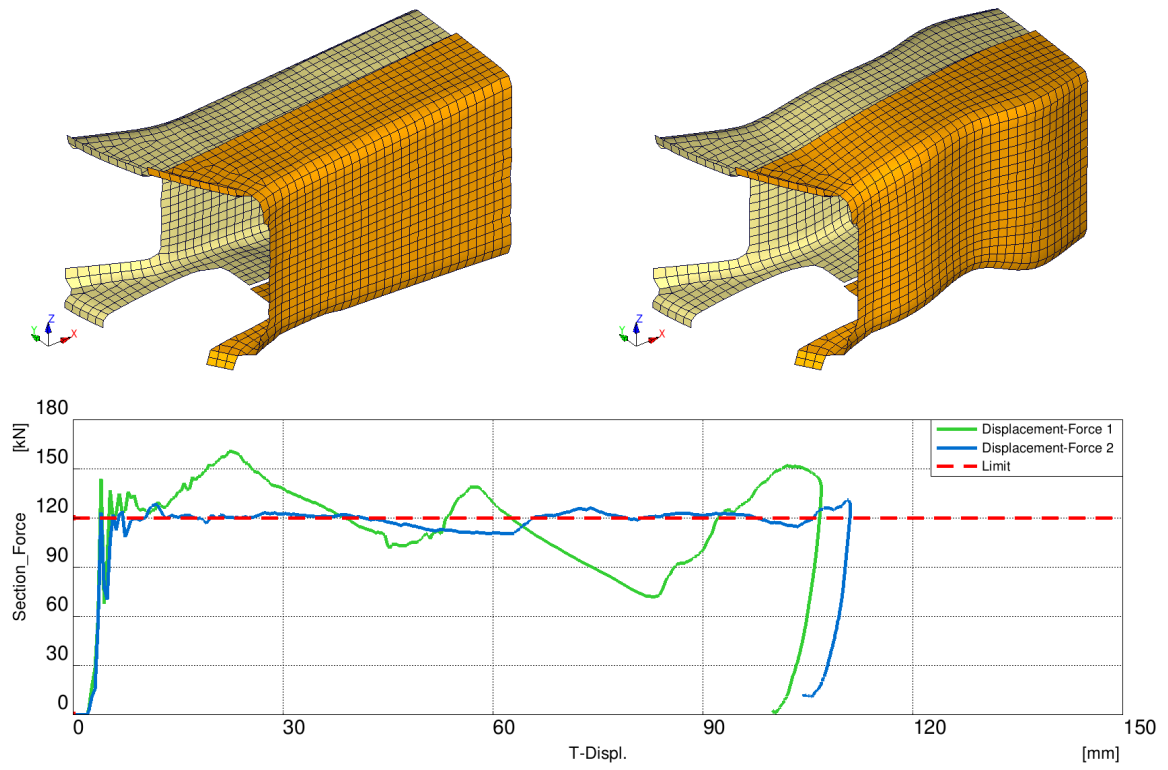 Z
Y
X
Z
Y
X
180
[kN]
150
120
90
60
30
0
Section_Force
Displacement-Force 1
Displacement-Force 2
Limit
0
30
60
90
120
150
T-Displ.
[mm]